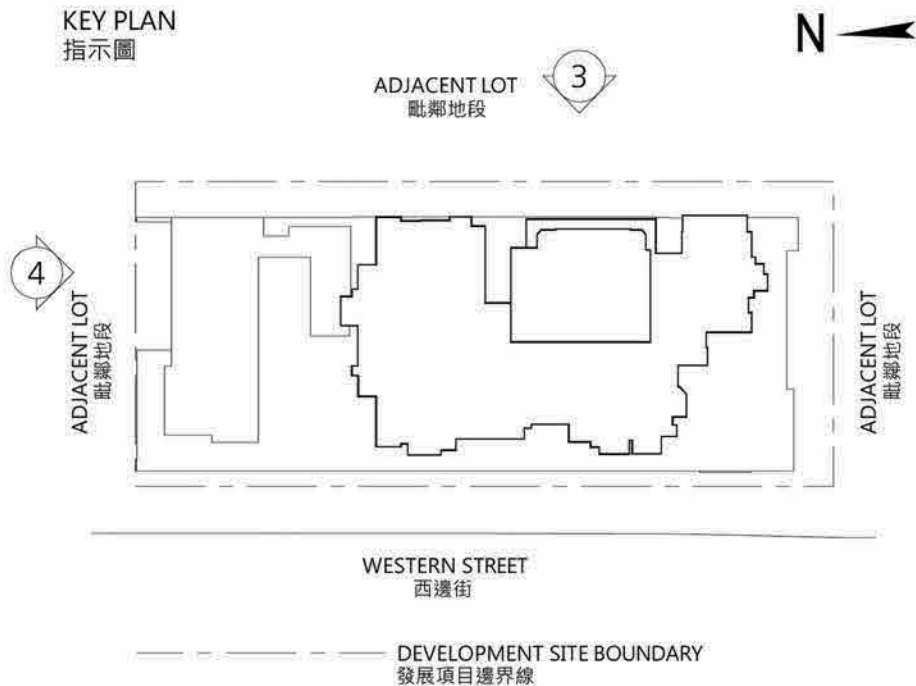 KEY PLAN
指示圖
N
ADJACENT LOT
毗鄰地段
3
4
ADJACENT LOT
毗鄰地段
ADJACENT LOT
毗鄰地段
WESTERN STREET
西邊街
DEVELOPMENT SITE BOUNDARY
發展項目邊界線